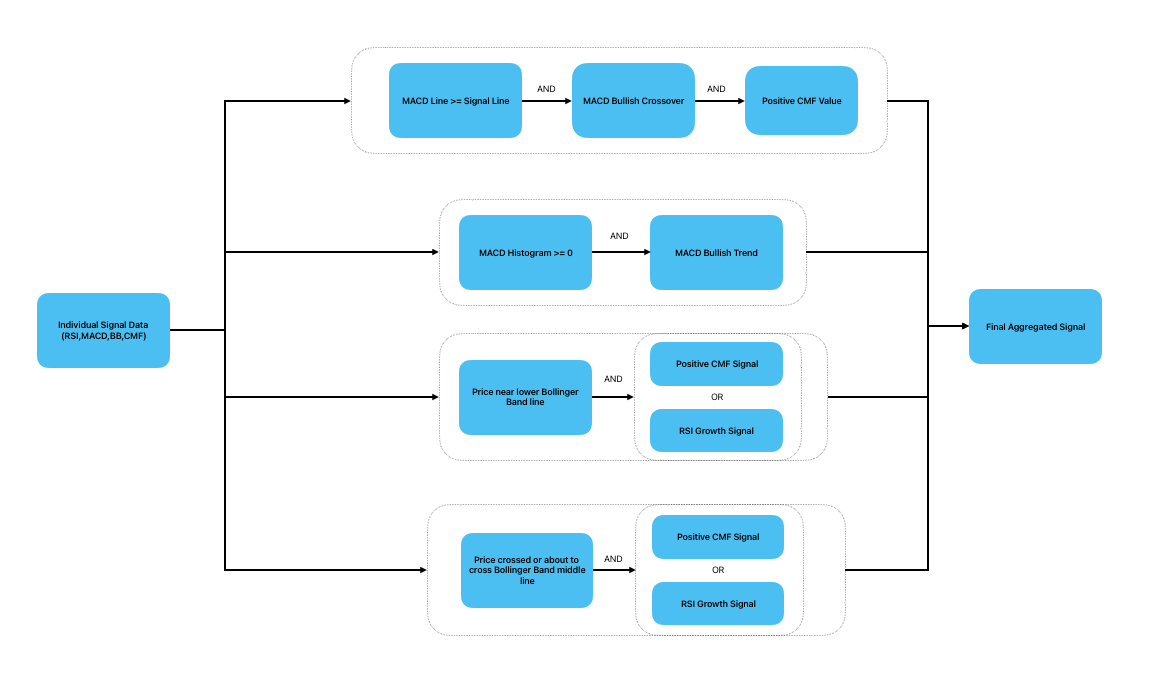 MACD Line >= Signal Line
AND
MACD Bullish Crossover
AND
Positive CMF Value
MACD Histogram >= 0
AND
MACD Bullish Trend
Individual Signal Data
(RSI,MACD,BB,CMF)
Final Aggregated Signal
Price near lower Bollinger
Band line
AND
Positive CMF Signal
OR
RSI Growth Signal
Price crossed or about to
cross Bollinger Band middle
line
AND
Positive CMF Signal
OR
RSI Growth Signal